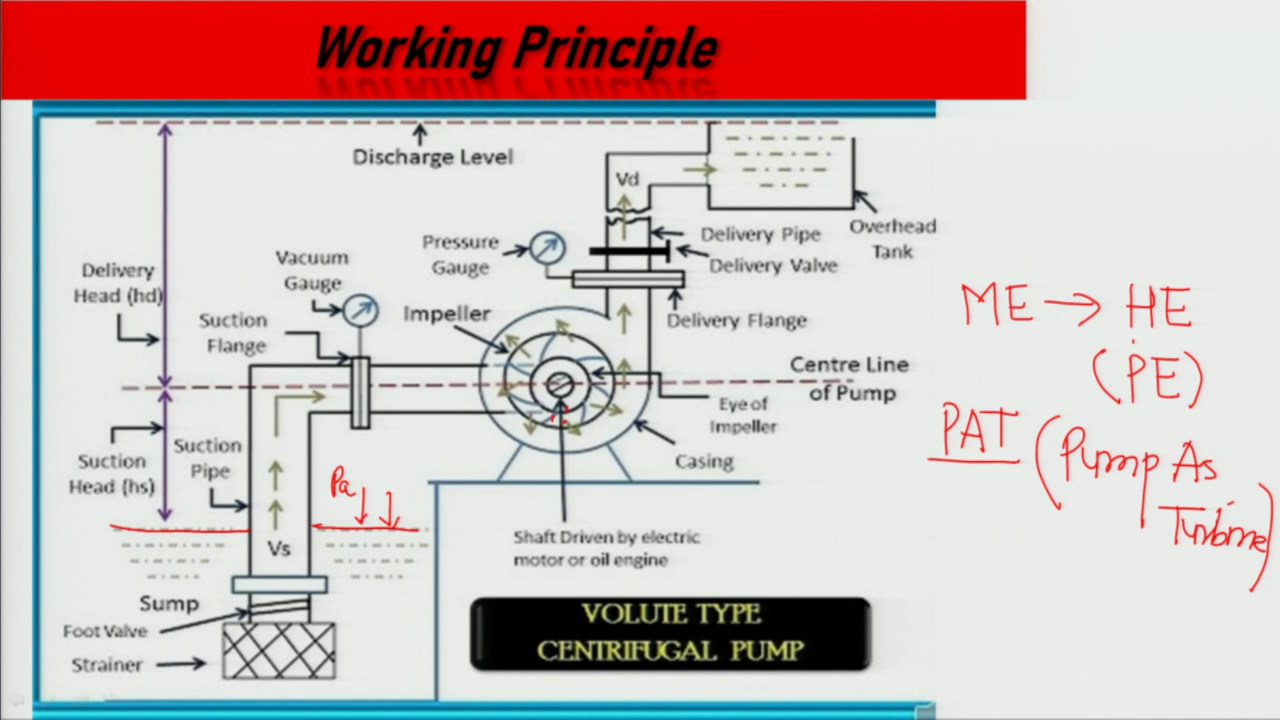 Working Principle
Discharge Level
Vd
Overhead
Tank
Delivery Pipe
Delivery Valve
Pressure
Gauge
Vacuum
Gauge
Delivery
Head (hd)
Suction
Flange
Impeller
Delivery Flange
Centre Line
of Pump
Eye of
Impeller
Casing
Suction
Head (hs)
Suction
Pipe
Pa
Vs
Shaft Driven by electric
motor or oil engine
Sump
Foot Valve
Strainer
VOLUTE TYPE
CENTRIFUGAL PUMP
ME → HE
(PE)
PAT (Pump As
Turbine)